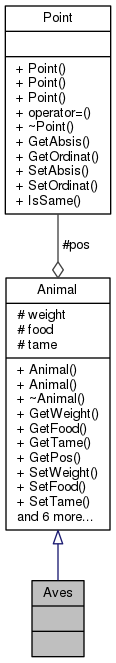 Point
+ Point()
+ Point()
+ Point()
+ operator=()
+ ~Point()
+ GetAbsis()
+ GetOrdinat()
+ SetAbsis()
+ SetOrdinat()
+ IsSame()
#pos
Animal
# weight
# food
# tame
+ Animal()
+ Animal()
+ ~Animal()
+ GetWeight()
+ GetFood()
+ GetTame()
+ GetPos()
+ SetWeight()
+ SetFood()
+ SetTame()
and 6 more...
Aves